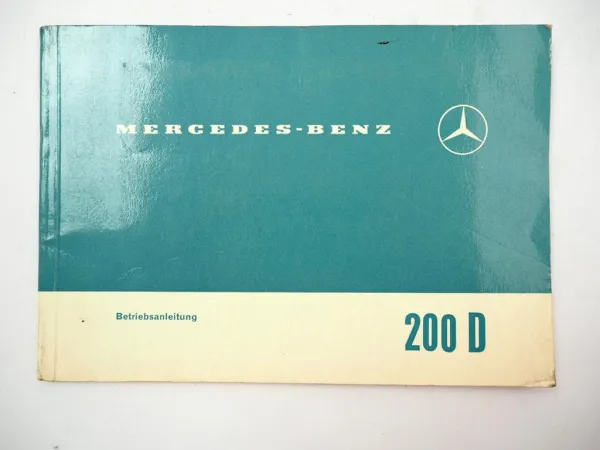 MERCEDES-BENZ
Betriebsanleitung
200 D